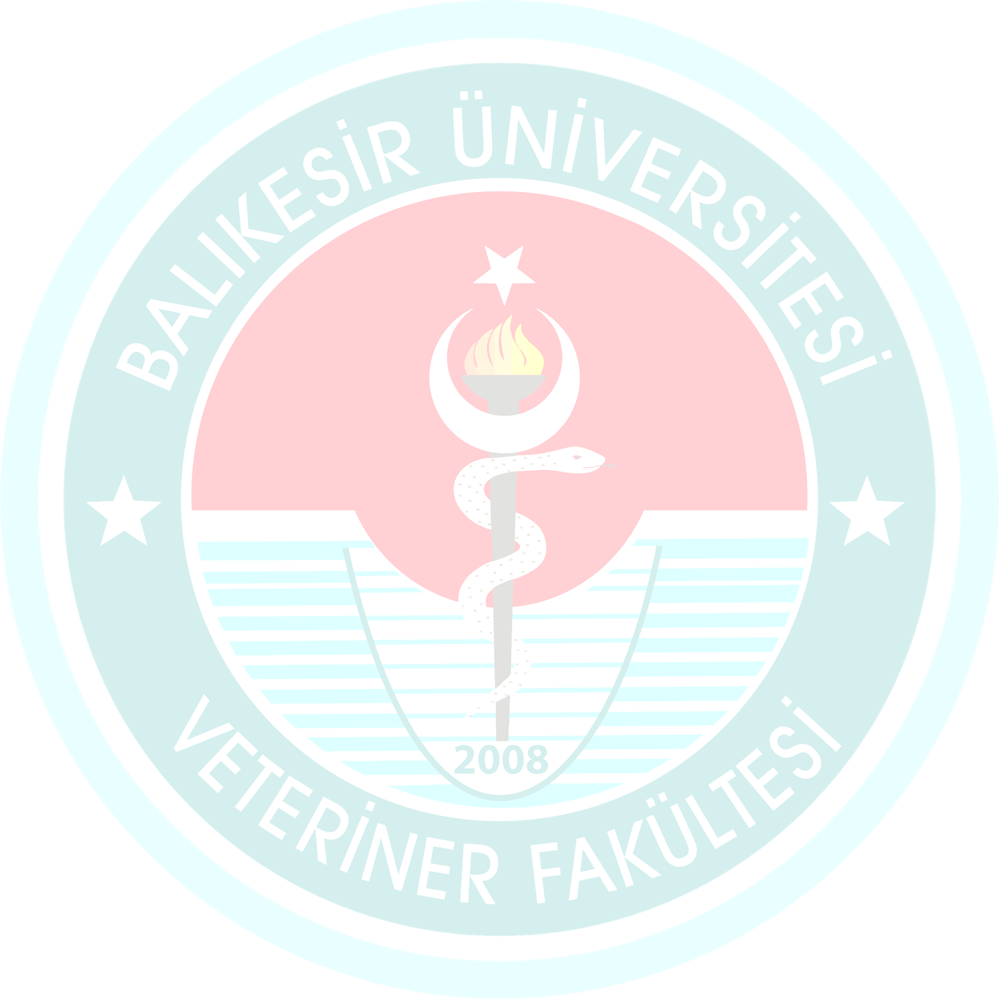 BALIKESİR ÜNİVERSİTESİ
2008
VETERİNER FAKÜLTESİ